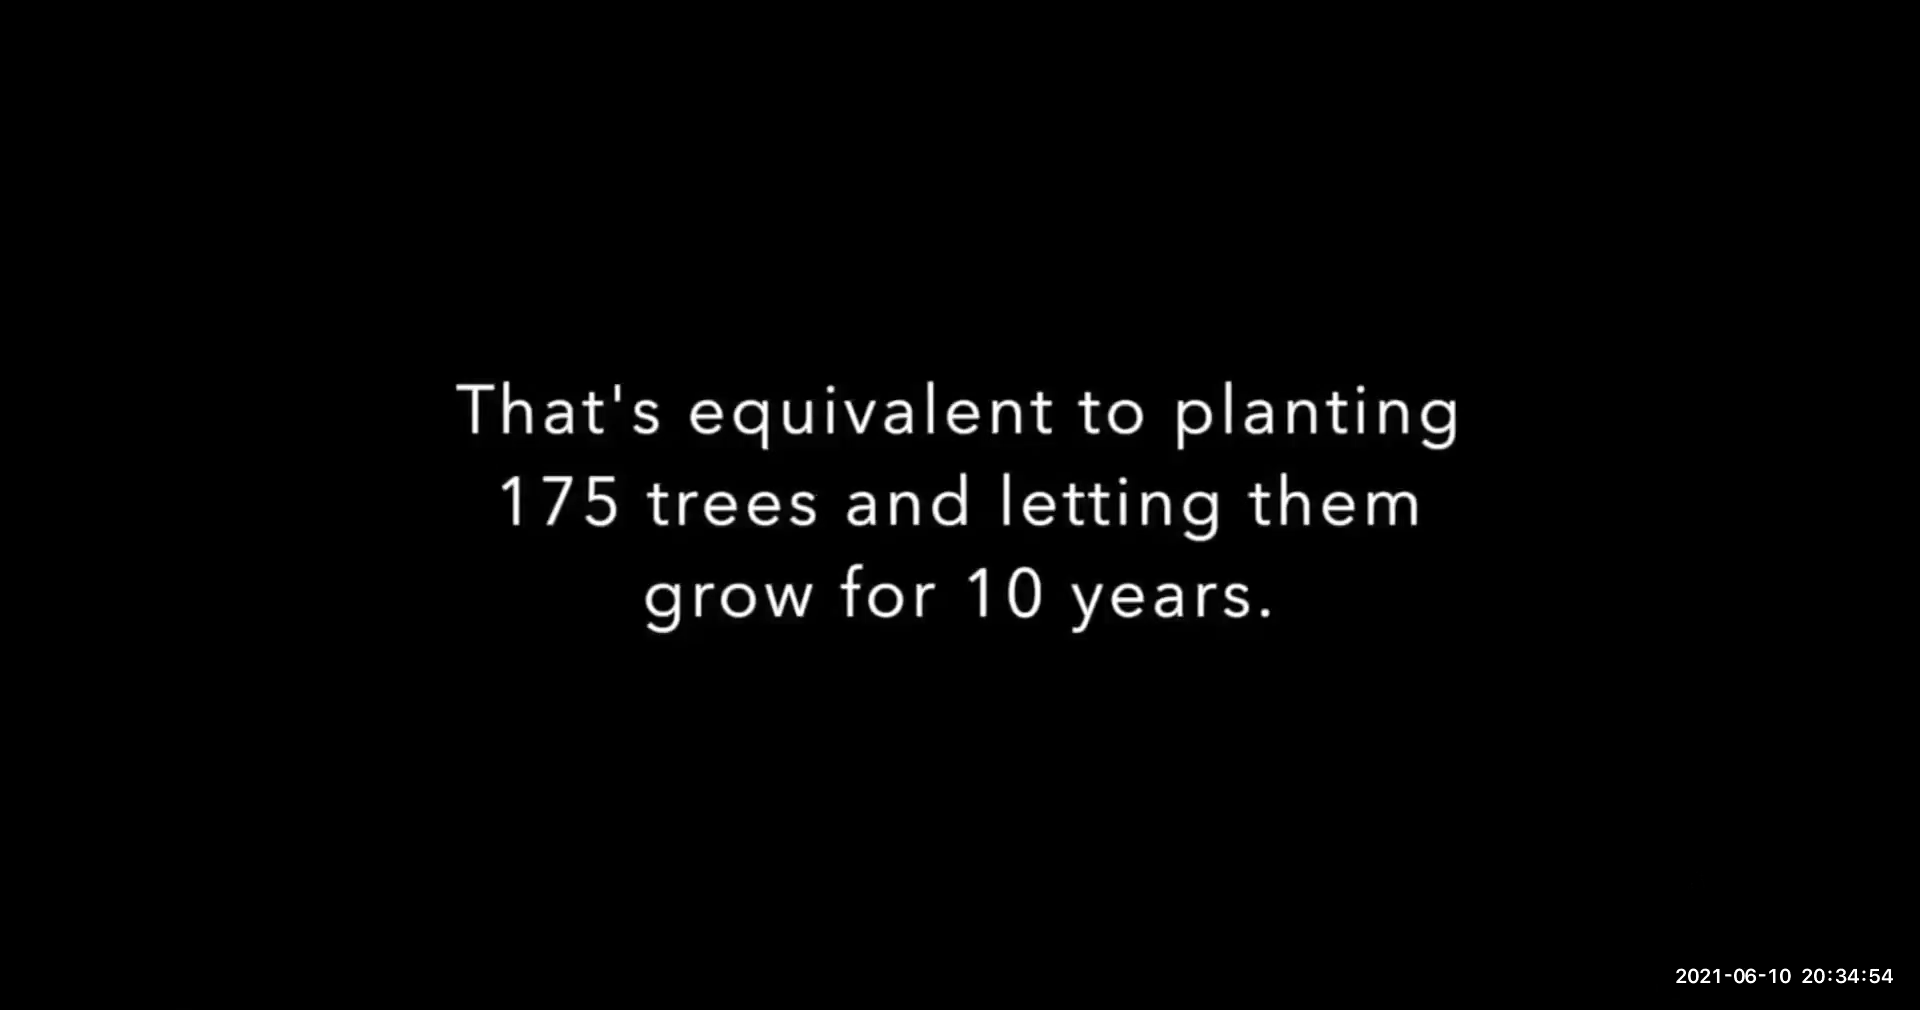 That's equivalent to planting
175 trees and letting them
grow for 10 years.
2021-06-10 20:34:54